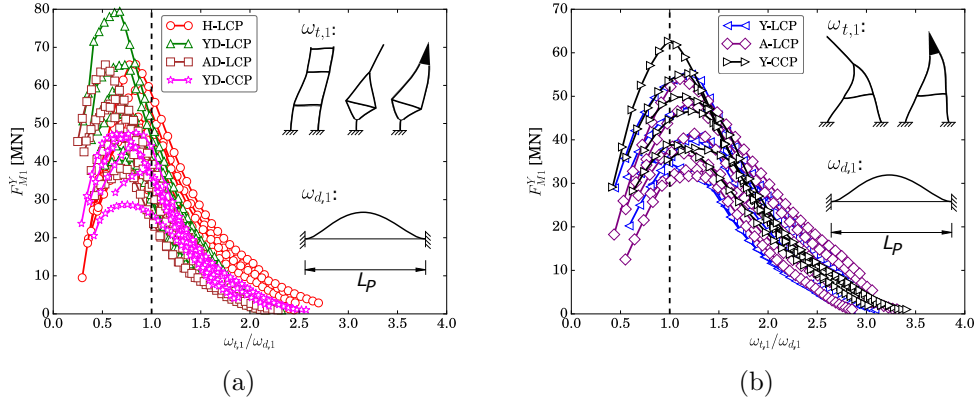 80
70
60
50
40
30
20
10
0
F^Y_{M1} [MN]
0.0 0.5 1.0 1.5 2.0 2.5 3.0 3.5 4.0
ω_{t,1}/ω_{d,1}
H-LCP
YD-LCP
AD-LCP
YD-CCP
ω_{t,1}:
ω_{d,1}:
L_P
(a)
70
60
50
40
30
20
10
0
F^Y_{M1} [MN]
0.0 0.5 1.0 1.5 2.0 2.5 3.0 3.5 4.0
ω_{t,1}/ω_{d,1}
Y-LCP
A-LCP
Y-CCP
ω_{t,1}:
ω_{d,1}:
L_P
(b)